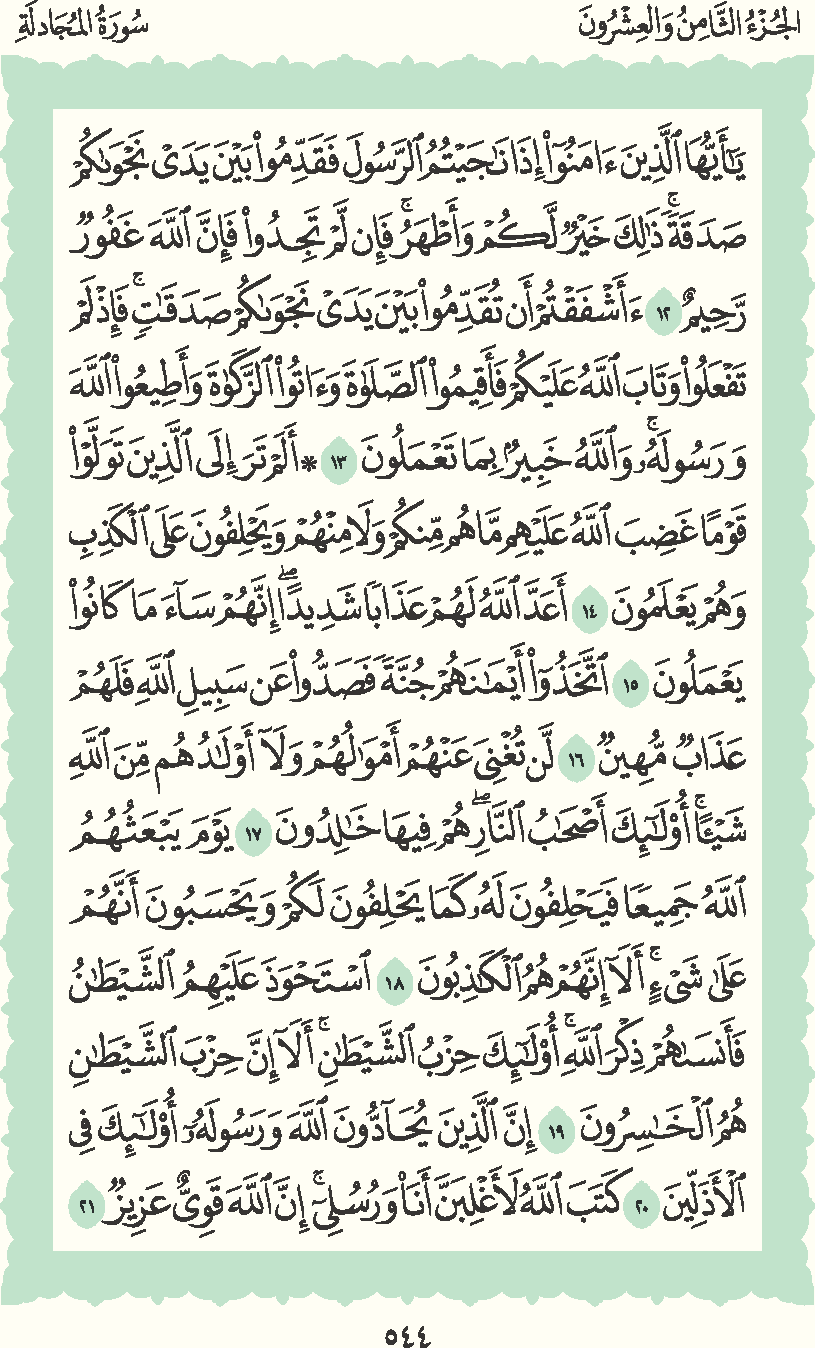 الجُزْءُ الثَّامِنُ وَالعِشْرُونَ سُورَةُ المُجَادلَةِ
يَٰٓأَيُّهَا ٱلَّذِينَ ءَامَنُوٓاْ إِذَا نَٰجَيۡتُمُ ٱلرَّسُولَ فَقَدِّمُواْ بَيۡنَ يَدَيۡ نَجۡوَىٰكُمۡ
صَدَقَةٗۚ ذَٰلِكَ خَيۡرٞ لَّكُمۡ وَأَطۡهَرُۚ فَإِن لَّمۡ تَجِدُواْ فَإِنَّ ٱللَّهَ غَفُورٞ
رَّحِيمٌ ١٢ ءَأَشۡفَقۡتُمۡ أَن تُقَدِّمُواْ بَيۡنَ يَدَيۡ نَجۡوَىٰكُمۡ صَدَقَٰتٖۚ فَإِذۡ لَمۡ
تَفۡعَلُواْ وَتَابَ ٱللَّهُ عَلَيۡكُمۡ فَأَقِيمُواْ ٱلصَّلَوٰةَ وَءَاتُواْ ٱلزَّكَوٰةَ وَأَطِيعُواْ ٱللَّهَ
وَرَسُولَهُۥۚ وَٱللَّهُ خَبِيرُۢ بِمَا تَعۡمَلُونَ ١٣ *أَلَمۡ تَرَ إِلَى ٱلَّذِينَ تَوَلَّوۡاْ
قَوۡمًا غَضِبَ ٱللَّهُ عَلَيۡهِم مَّا هُم مِّنكُمۡ وَلَا مِنۡهُمۡ وَيَحۡلِفُونَ عَلَى ٱلۡكَذِبِ
وَهُمۡ يَعۡلَمُونَ ١٤ أَعَدَّ ٱللَّهُ لَهُمۡ عَذَابٗا شَدِيدًاۖ إِنَّهُمۡ سَآءَ مَا كَانُواْ
يَعۡمَلُونَ ١٥ ٱتَّخَذُوٓاْ أَيۡمَٰنَهُمۡ جُنَّةٗ فَصَدُّواْ عَن سَبِيلِ ٱللَّهِ فَلَهُمۡ
عَذَابٞ مُّهِينٞ ١٦ لَّن تُغۡنِيَ عَنۡهُمۡ أَمۡوَٰلُهُمۡ وَلَآ أَوۡلَٰدُهُم مِّنَ ٱللَّهِ
شَيۡـًٔاۚ أُوْلَٰٓئِكَ أَصۡحَٰبُ ٱلنَّارِۖ هُمۡ فِيهَا خَٰلِدُونَ ١٧ يَوۡمَ يَبۡعَثُهُمُ
ٱللَّهُ جَمِيعٗا فَيَحۡلِفُونَ لَهُۥ كَمَا يَحۡلِفُونَ لَكُمۡ وَيَحۡسَبُونَ أَنَّهُمۡ
عَلَىٰ شَيۡءٍۚ أَلَآ إِنَّهُمۡ هُمُ ٱلۡكَٰذِبُونَ ١٨ ٱسۡتَحۡوَذَ عَلَيۡهِمُ ٱلشَّيۡطَٰنُ
فَأَنسَىٰهُمۡ ذِكۡرَ ٱللَّهِۚ أُوْلَٰٓئِكَ حِزۡبُ ٱلشَّيۡطَٰنِۚ أَلَآ إِنَّ حِزۡبَ ٱلشَّيۡطَٰنِ
هُمُ ٱلۡخَٰسِرُونَ ١٩ إِنَّ ٱلَّذِينَ يُحَآدُّونَ ٱللَّهَ وَرَسُولَهُۥٓ أُوْلَٰٓئِكَ فِي
ٱلۡأَذَلِّينَ ٢٠ كَتَبَ ٱللَّهُ لَأَغۡلِبَنَّ أَنَا۠ وَرُسُلِيٓۚ إِنَّ ٱللَّهَ قَوِيٌّ عَزِيزٞ ٢١
٥٤٤